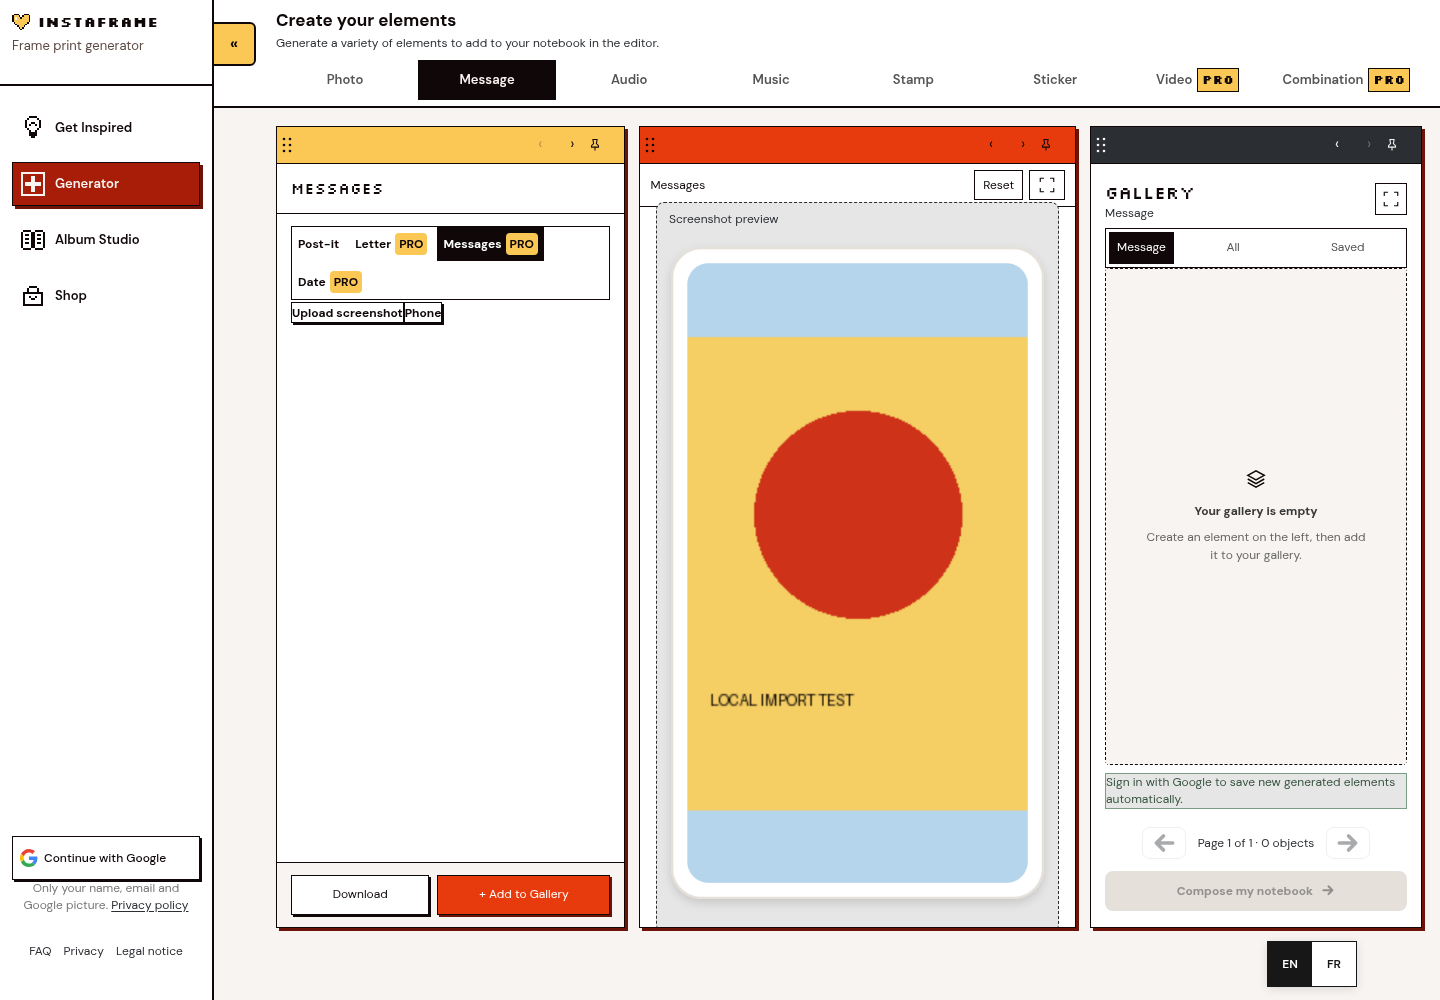 INSTAFRAME
Frame print generator
Get Inspired
Generator
Album Studio
Shop
Continue with Google
Only your name, email and
Google picture. Privacy policy
FAQ Privacy Legal notice
«
Create your elements
Generate a variety of elements to add to your notebook in the editor.
Photo Message Audio Music Stamp Sticker Video PRO Combination PRO
MESSAGES
Post-it Letter PRO Messages PRO
Date PRO
Upload screenshot Phone
Download + Add to Gallery
Messages Reset
Screenshot preview
LOCAL IMPORT TEST
GALLERY
Message
Message All Saved
Your gallery is empty
Create an element on the left, then add
it to your gallery.
Sign in with Google to save new generated elements
automatically.
Page 1 of 1 · 0 objects
Compose my notebook →
EN FR